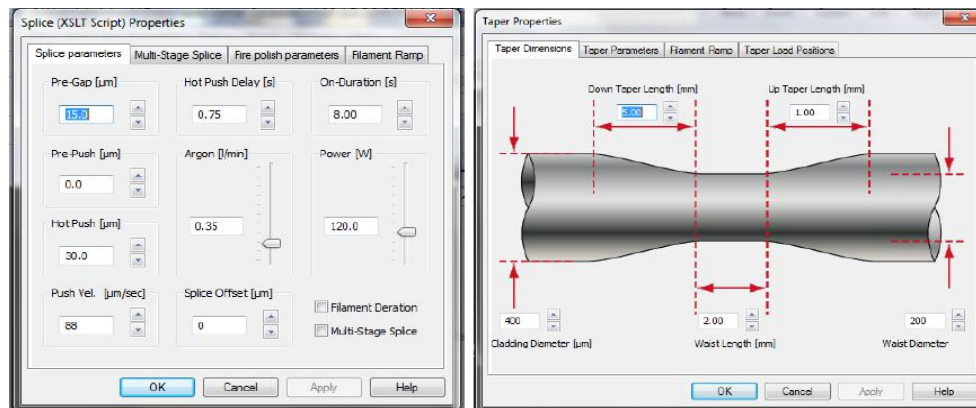 Splice (XSLT Script) Properties
Splice parameters Multi-Stage Splice Fire polish parameters Filament Ramp
Pre-Gap [µm] Hot Push Delay [s] On-Duration [s]
15.0 0.75 8.00
Pre-Push [µm] Argon [l/min] Power [W]
0.0
0.35 120.0
Hot Push [µm]
30.0
Push Vel. [µm/sec] Splice Offset [µm]
Filament Deration
88 0
Multi-Stage Splice
OK Cancel Apply Help
Taper Properties
Taper Dimensions Taper Parameters Filament Ramp Taper Load Positions
Down Taper Length [mm] Up Taper Length [mm]
5.00 1.00
400 2.00 200
Cladding Diameter [µm] Waist Length [mm] Waist Diameter
OK Cancel Apply Help